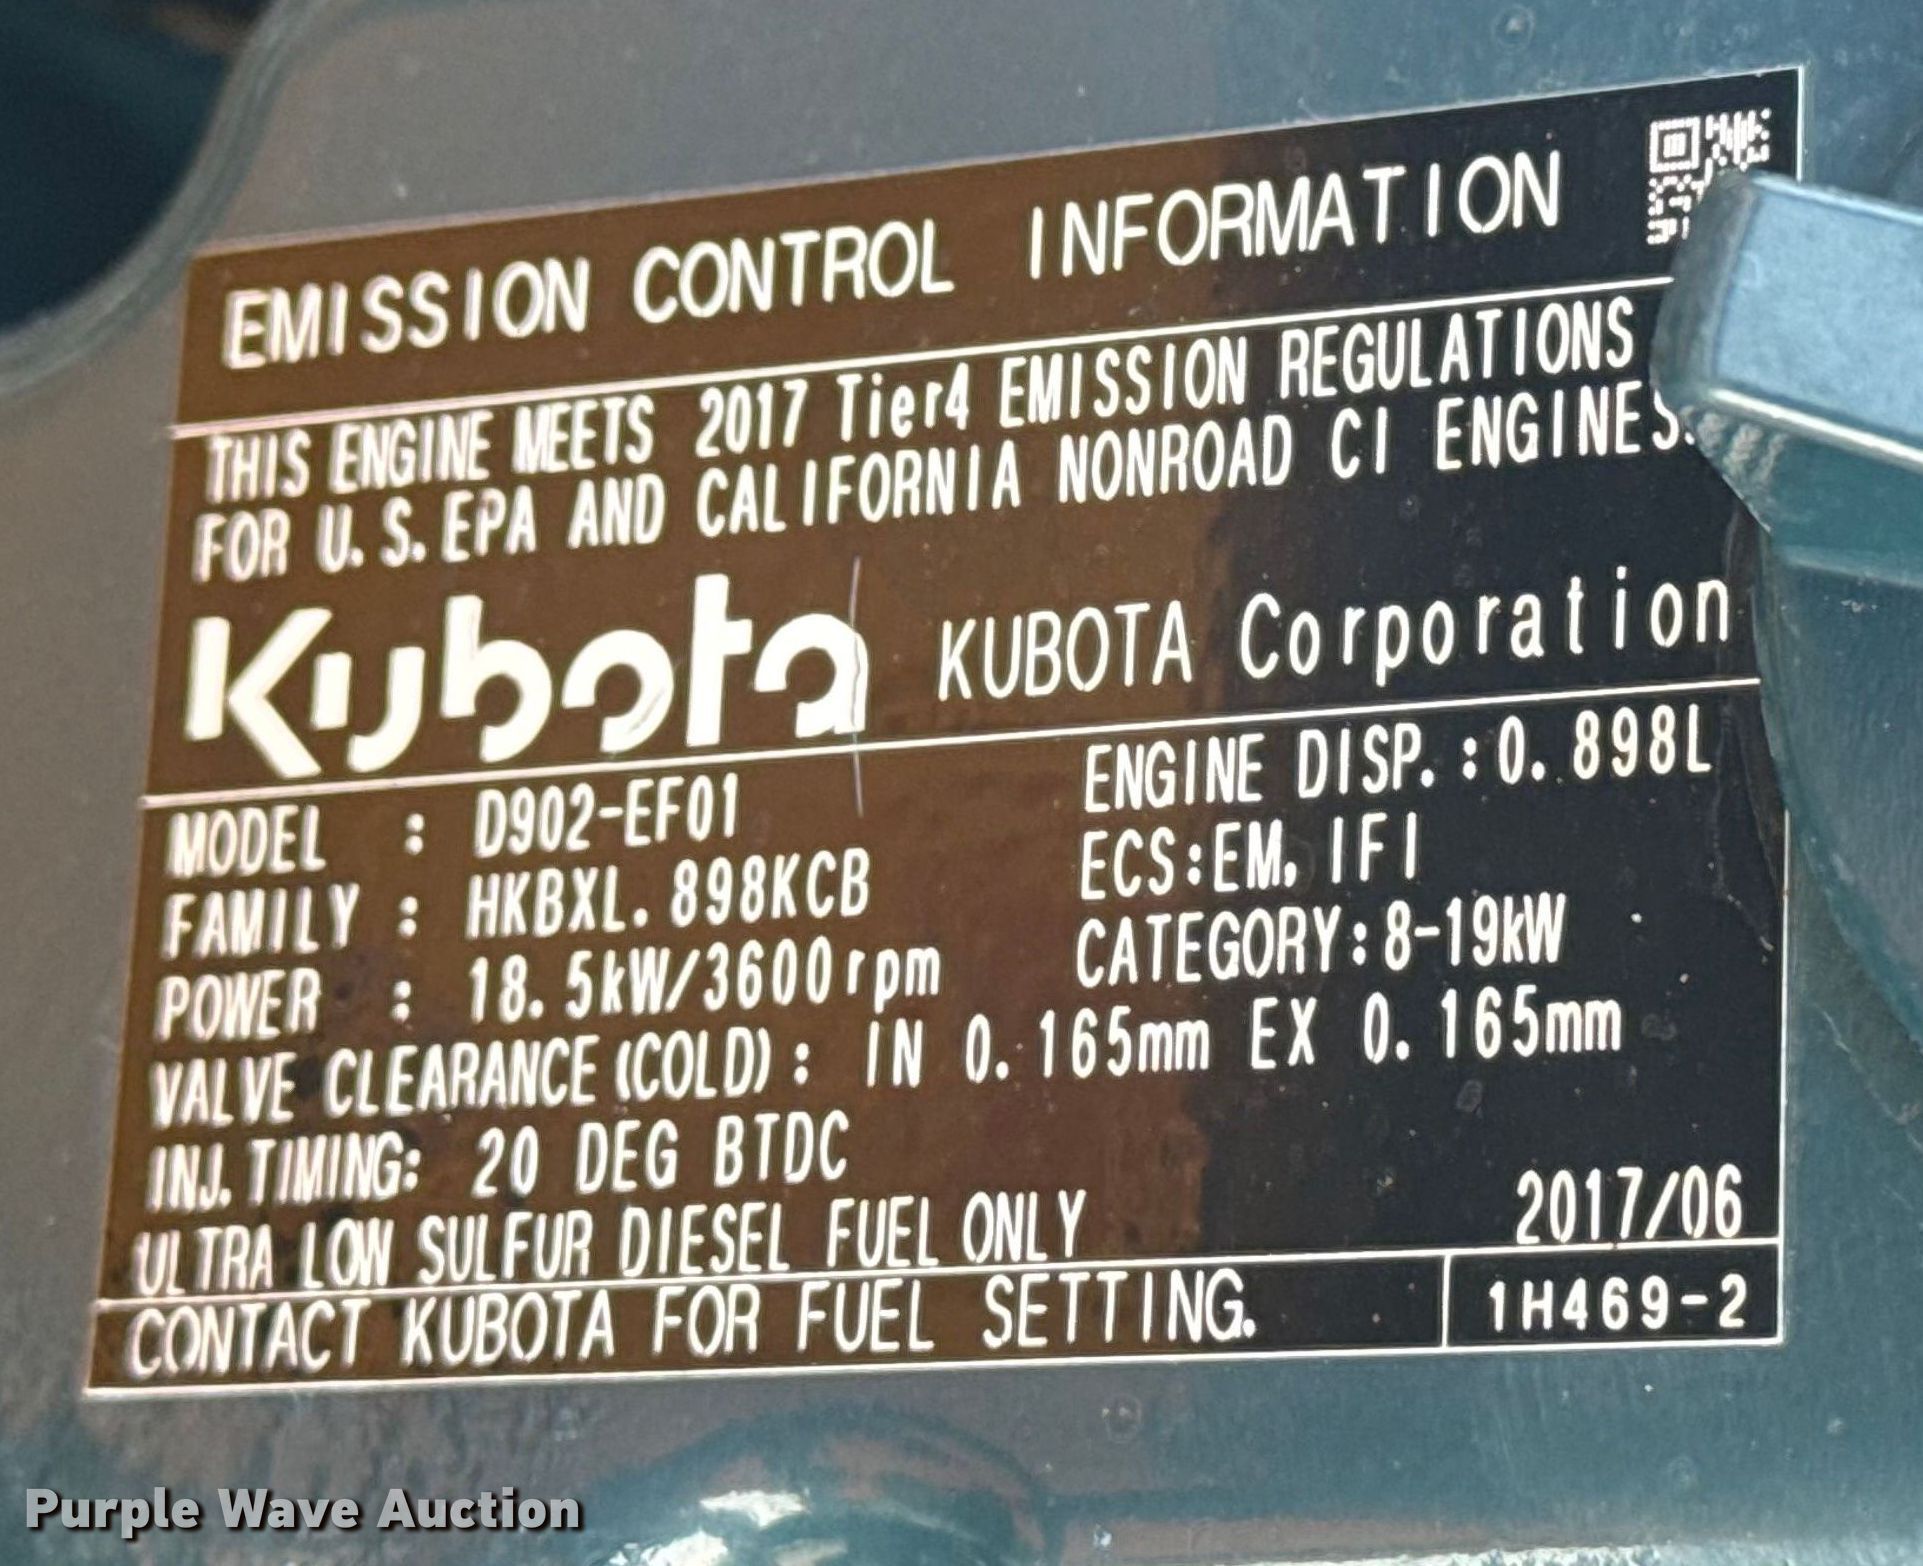 EMISSION CONTROL INFORMATION
THIS ENGINE MEETS 2017 Tier4 EMISSION REGULATIONS
FOR U.S.EPA AND CALIFORNIA NONROAD CI ENGINES.
Kubota KUBOTA Corporation
MODEL : D902-EF01 ENGINE DISP.:0.898L
FAMILY : HKBXL.898KCB ECS:EM, IFI
POWER : 18.5kW/3600rpm CATEGORY:8-19kW
VALVE CLEARANCE(COLD): IN 0.165mm EX 0.165mm
INJ.TIMING: 20 DEG BTDC
ULTRA LOW SULFUR DIESEL FUEL ONLY 2017/06
CONTACT KUBOTA FOR FUEL SETTING. 1H469-2
Purple Wave Auction